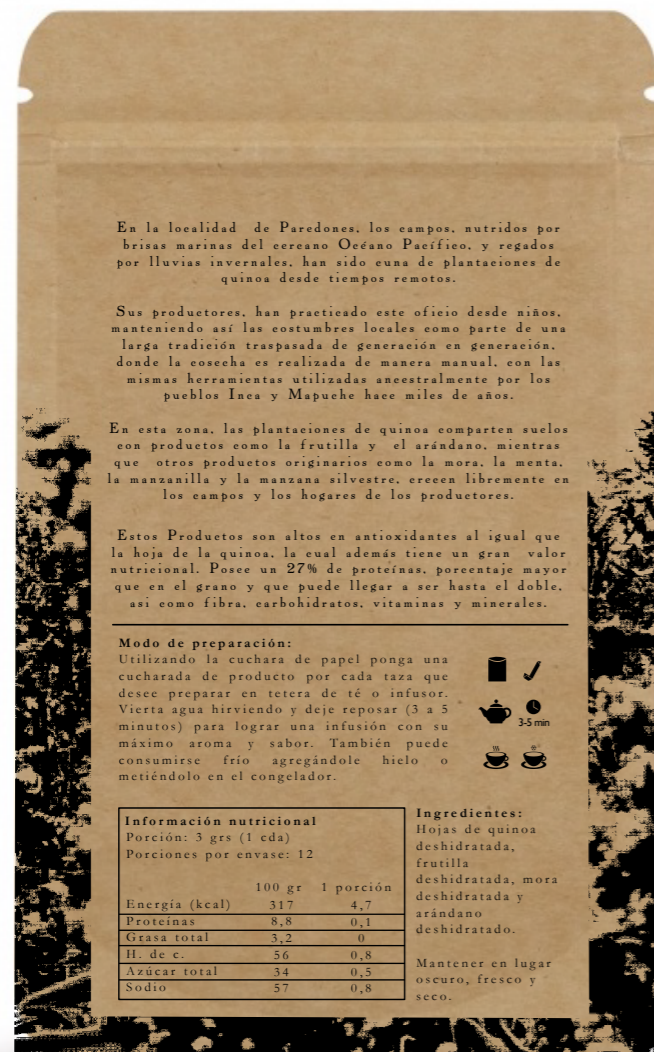 En la localidad de Paredones, los campos, nutridos por
brisas marinas del cercano Océano Pacífico, y regados
por lluvias invernales, han sido cuna de plantaciones de
quinoa desde tiempos remotos.
Sus productores, han practicado este oficio desde niños,
manteniendo así las costumbres locales como parte de una
larga tradición traspasada de generación en generación,
donde la cosecha es realizada de manera manual, con las
mismas herramientas utilizadas ancestralmente por los
pueblos Inca y Mapuche hace miles de años.
En esta zona, las plantaciones de quinoa comparten suelos
con productos como la frutilla y el arándano, mientras
que otros productos originarios como la mora, la menta,
la manzanilla y la manzana silvestre, crecen libremente en
los campos y los hogares de los productores.
Estos Productos son altos en antioxidantes al igual que
la hoja de la quinoa, la cual además tiene un gran valor
nutricional. Posee un 27% de proteínas, porcentaje mayor
que en el grano y que puede llegar a ser hasta el doble,
asi como fibra, carbohidratos, vitaminas y minerales.
Modo de preparación:
Utilizando la cuchara de papel ponga una
cucharada de producto por cada taza que
desee preparar en tetera de té o infusor.
Vierta agua hirviendo y deje reposar (3 a 5
minutos) para lograr una infusión con su
máximo aroma y sabor. También puede
consumirse frío agregándole hielo o
metiéndolo en el congelador.
3-5 min
Información nutricional
Porción: 3 grs (1 cda)
Porciones por envase: 12
100 gr 1 porción
Energía (kcal) 317 4,7
Proteínas 8,8 0,1
Grasa total 3,2 0
H. de c. 56 0,8
Azúcar total 34 0,5
Sodio 57 0,8
Ingredientes:
Hojas de quinoa
deshidratada,
frutilla
deshidratada, mora
deshidratada y
arándano
deshidratado.
Mantener en lugar
oscuro, fresco y
seco.